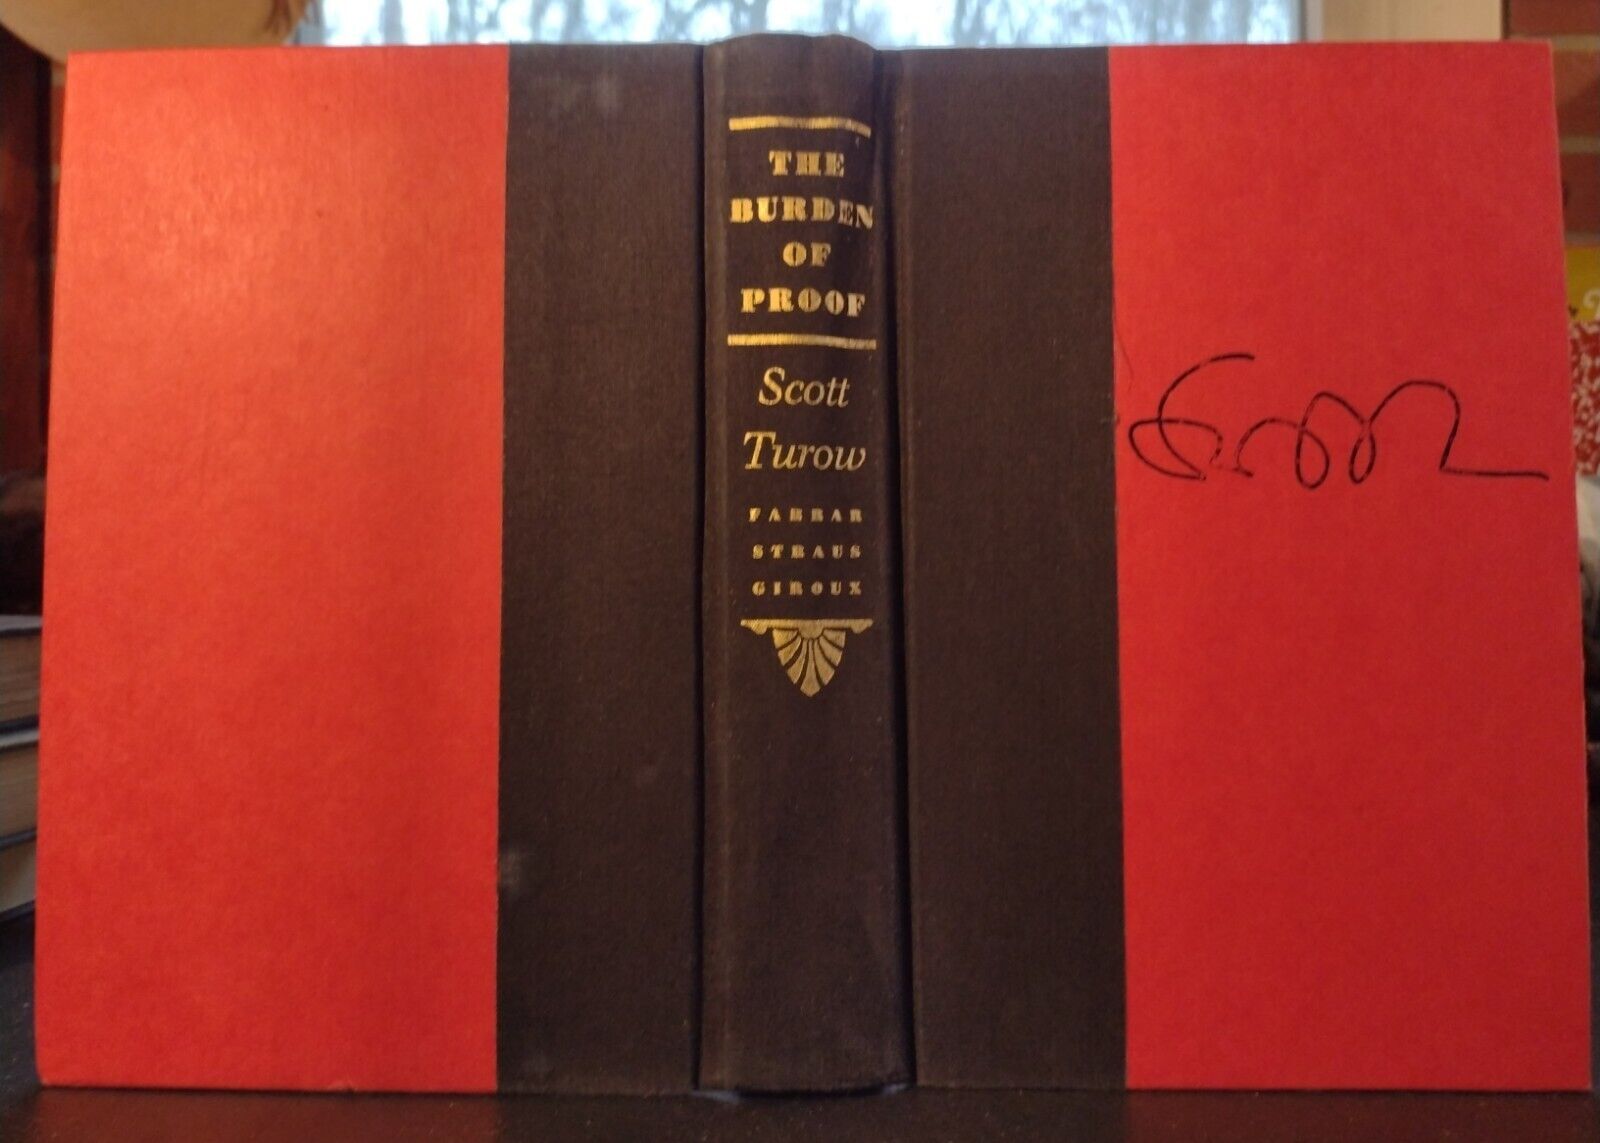 THE
BURDEN
OF
PROOF
Scott
Turow
FARRAR
STRAUS
GIROUX